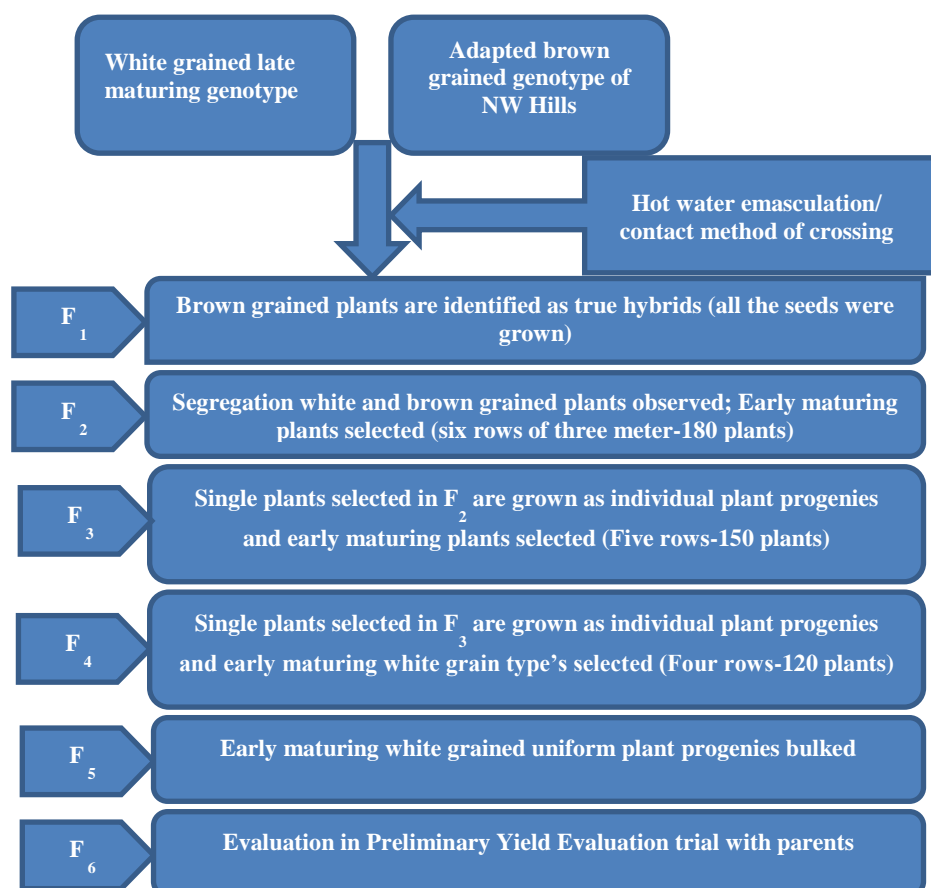 White grained late
maturing genotype
Adapted brown
grained genotype of
NW Hills
Hot water emasculation/
contact method of crossing
F1
Brown grained plants are identified as true hybrids (all the seeds were
grown)
F2
Segregation white and brown grained plants observed; Early maturing
plants selected (six rows of three meter-180 plants)
F3
Single plants selected in F2 are grown as individual plant progenies
and early maturing plants selected (Five rows-150 plants)
F4
Single plants selected in F3 are grown as individual plant progenies
and early maturing white grain type’s selected (Four rows-120 plants)
F5
Early maturing white grained uniform plant progenies bulked
F6
Evaluation in Preliminary Yield Evaluation trial with parents